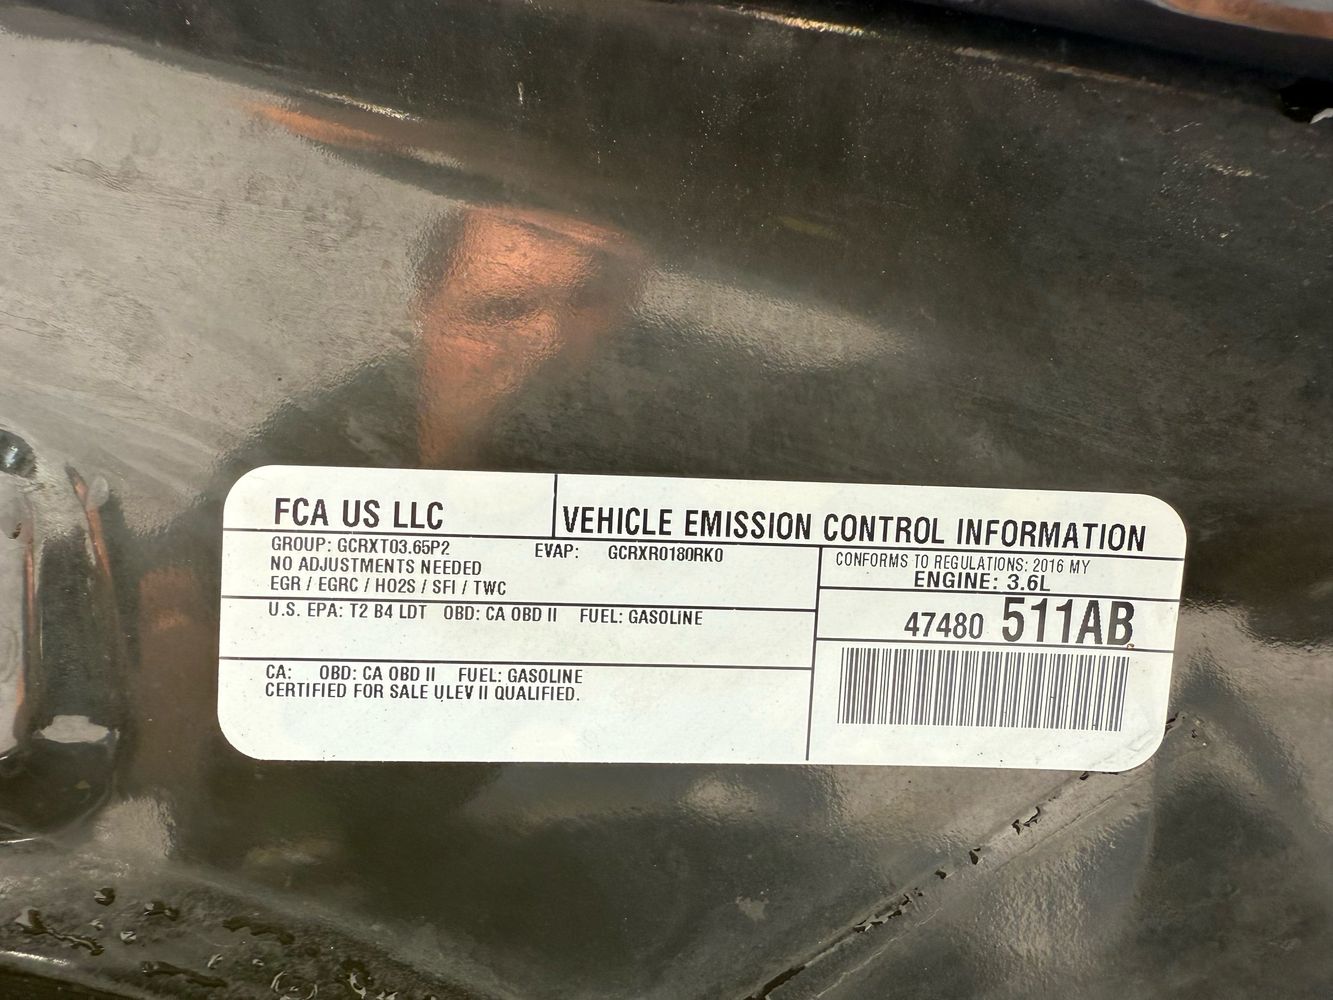 FCA US LLC
VEHICLE EMISSION CONTROL INFORMATION
GROUP: GCRXT03.65P2 EVAP: GCRXR0180RK0
NO ADJUSTMENTS NEEDED
EGR / EGRC / HO2S / SFI / TWC
U.S. EPA: T2 B4 LDT OBD: CA OBD II FUEL: GASOLINE
CA: OBD: CA OBD II FUEL: GASOLINE
CERTIFIED FOR SALE ULEV II QUALIFIED.
CONFORMS TO REGULATIONS: 2016 MY
ENGINE: 3.6L
47480 511AB